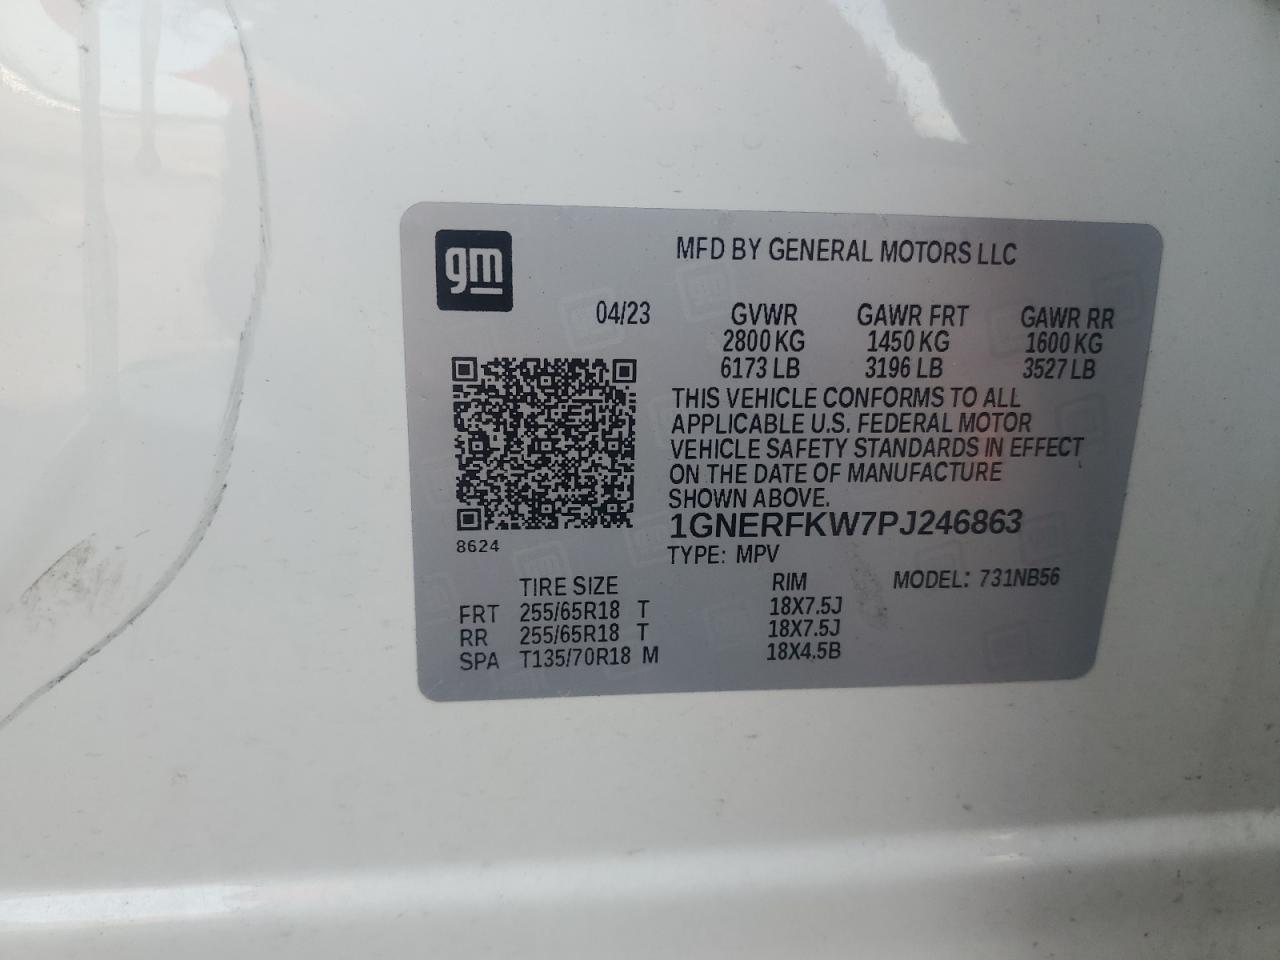 gm
MFD BY GENERAL MOTORS LLC
04/23
GVWR GAWR FRT GAWR RR
2800 KG 1450 KG 1600 KG
6173 LB 3196 LB 3527 LB
THIS VEHICLE CONFORMS TO ALL
APPLICABLE U.S. FEDERAL MOTOR
VEHICLE SAFETY STANDARDS IN EFFECT
ON THE DATE OF MANUFACTURE
SHOWN ABOVE.
1GNERFKW7PJ246863
8624
TYPE: MPV
TIRE SIZE RIM MODEL: 731NB56
FRT 255/65R18 T 18X7.5J
RR 255/65R18 T 18X7.5J
SPA T135/70R18 M 18X4.5B